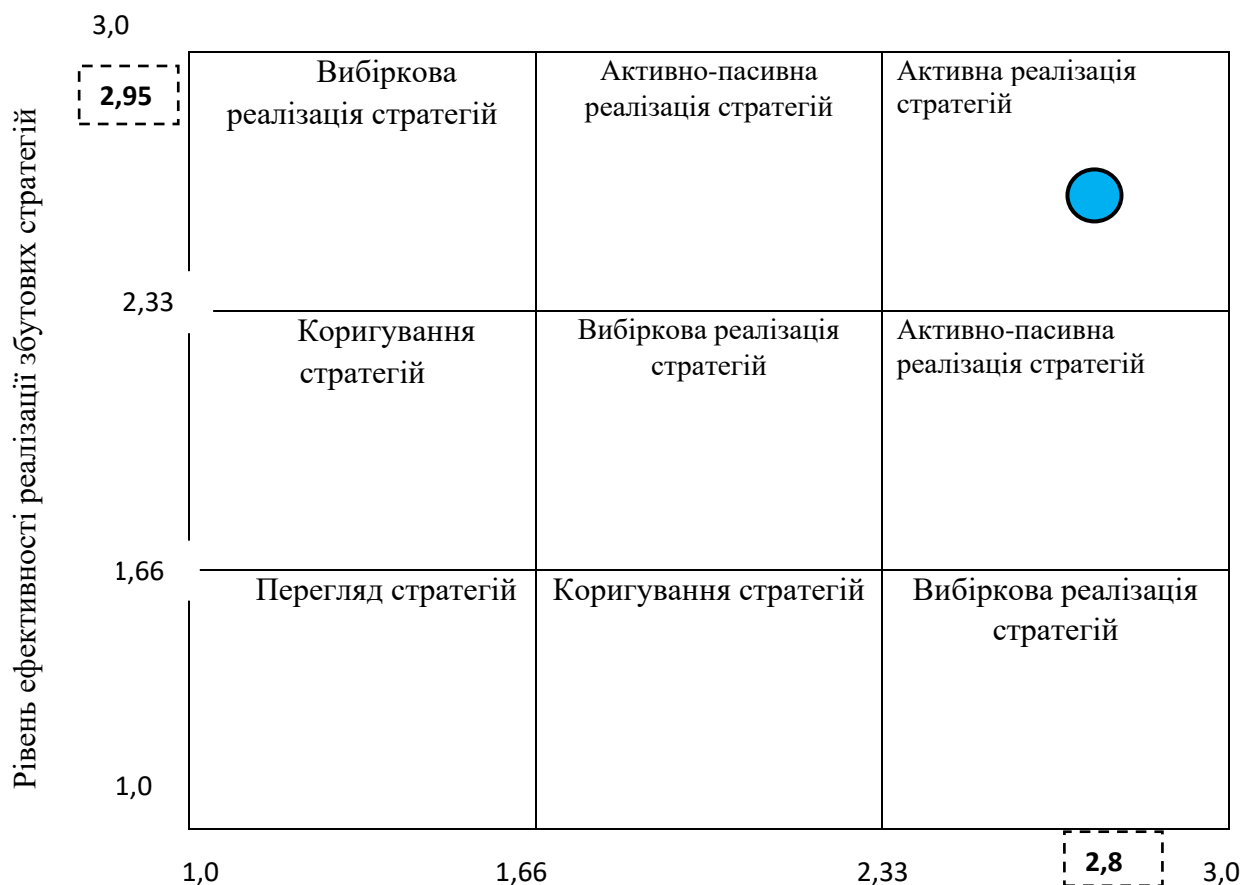 3,0
2,95
Рівень ефективності реалізації збутових стратегій
Вибіркова
реалізація стратегій
Активно-пасивна
реалізація стратегій
Активна реалізація
стратегій
2,33
Коригування
стратегій
Вибіркова реалізація
стратегій
Активно-пасивна
реалізація стратегій
1,66
Перегляд стратегій
Коригування стратегій
Вибіркова реалізація
стратегій
1,0
1,0
1,66
2,33
2,8
3,0